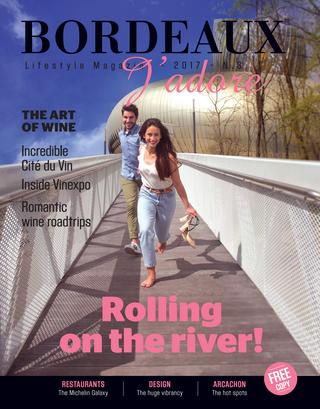 BORDEAUX
J'adore
Lifestyle Magazine 2017 - N.8
THE ART
OF WINE
Incredible
Cité du Vin
Inside Vinexpo
Romantic
wine roadtrips
Rolling
on the river!
RESTAURANTS
The Michelin Galaxy
DESIGN
The huge vibrancy
ARCACHON
The hot spots
FREE
COPY